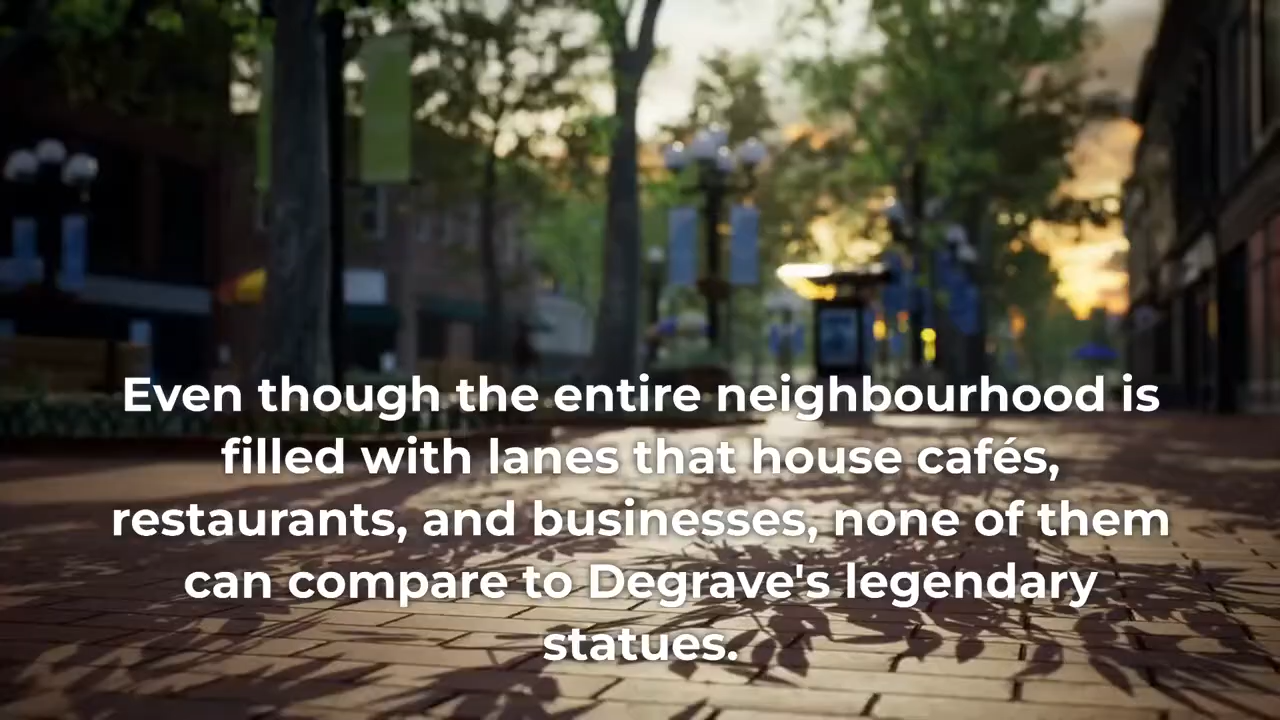 Even though the entire neighbourhood is
filled with lanes that house cafés,
restaurants, and businesses, none of them
can compare to Degrave's legendary
statues.